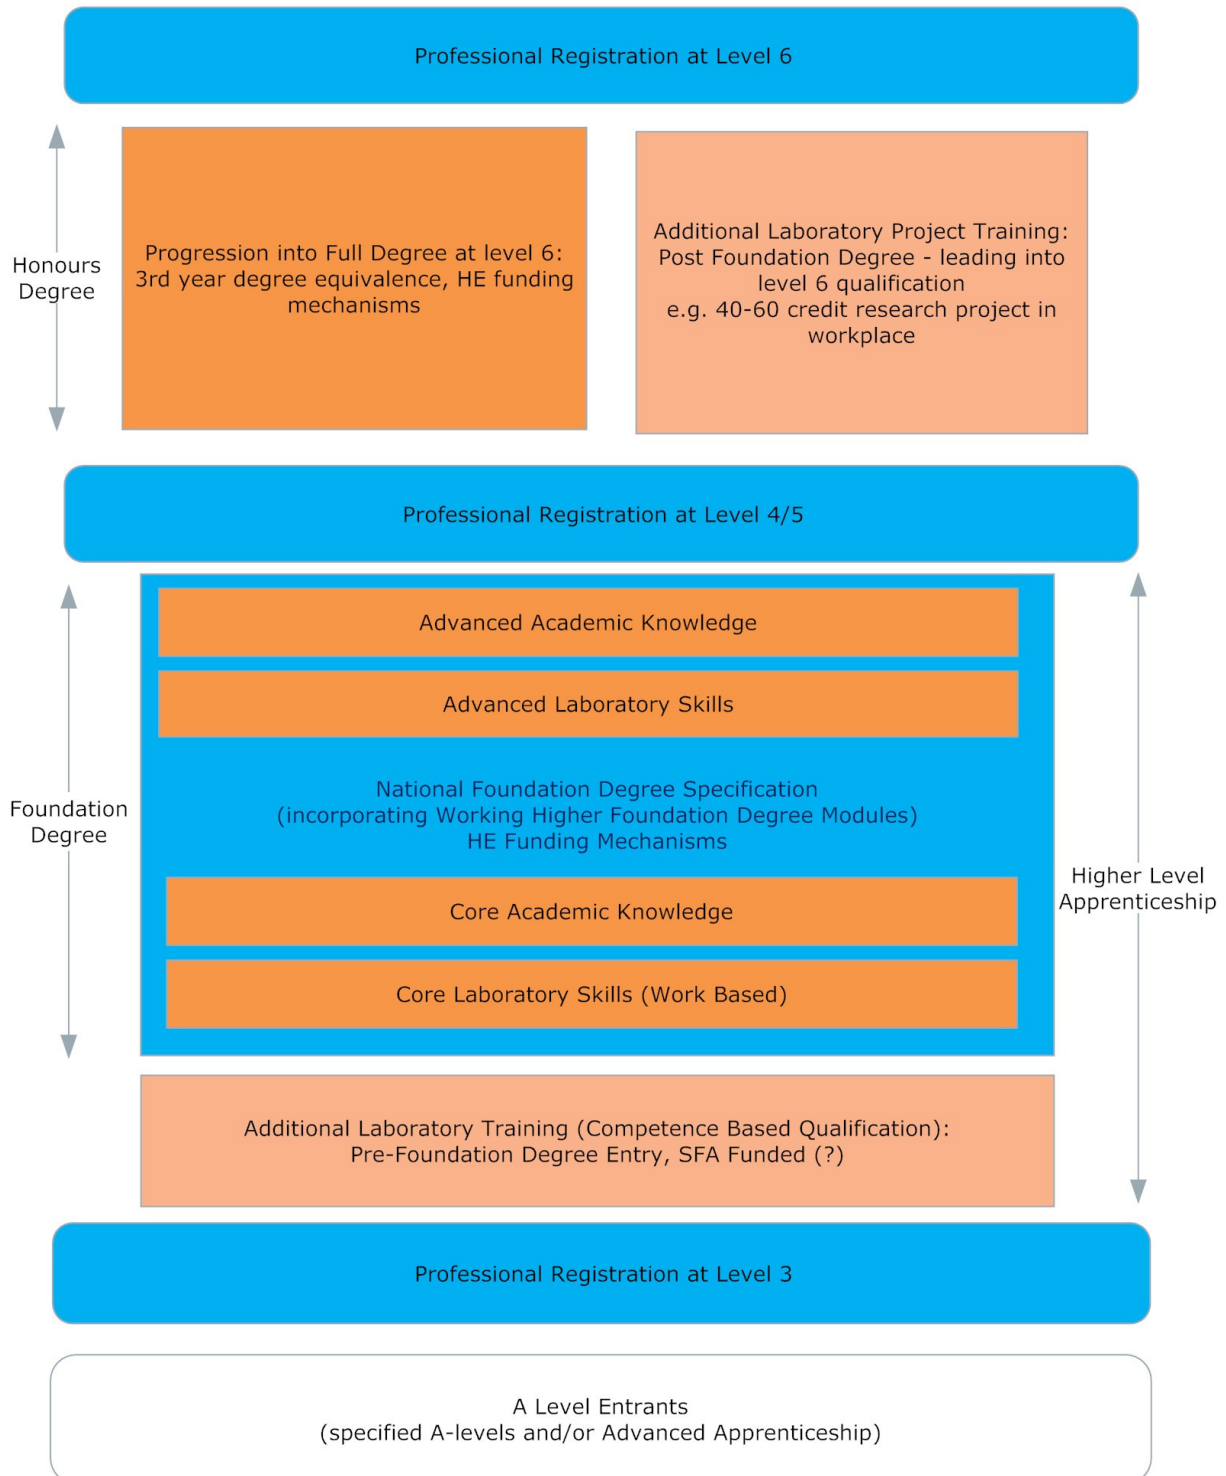 Professional Registration at Level 6
Honours
Degree
Progression into Full Degree at level 6:
3rd year degree equivalence, HE funding
mechanisms
Additional Laboratory Project Training:
Post Foundation Degree - leading into
level 6 qualification
e.g. 40-60 credit research project in
workplace
Professional Registration at Level 4/5
Foundation
Degree
Advanced Academic Knowledge
Advanced Laboratory Skills
National Foundation Degree Specification
(incorporating Working Higher Foundation Degree Modules)
HE Funding Mechanisms
Core Academic Knowledge
Core Laboratory Skills (Work Based)
Higher Level
Apprenticeship
Additional Laboratory Training (Competence Based Qualification):
Pre-Foundation Degree Entry, SFA Funded (?)
Professional Registration at Level 3
A Level Entrants
(specified A-levels and/or Advanced Apprenticeship)